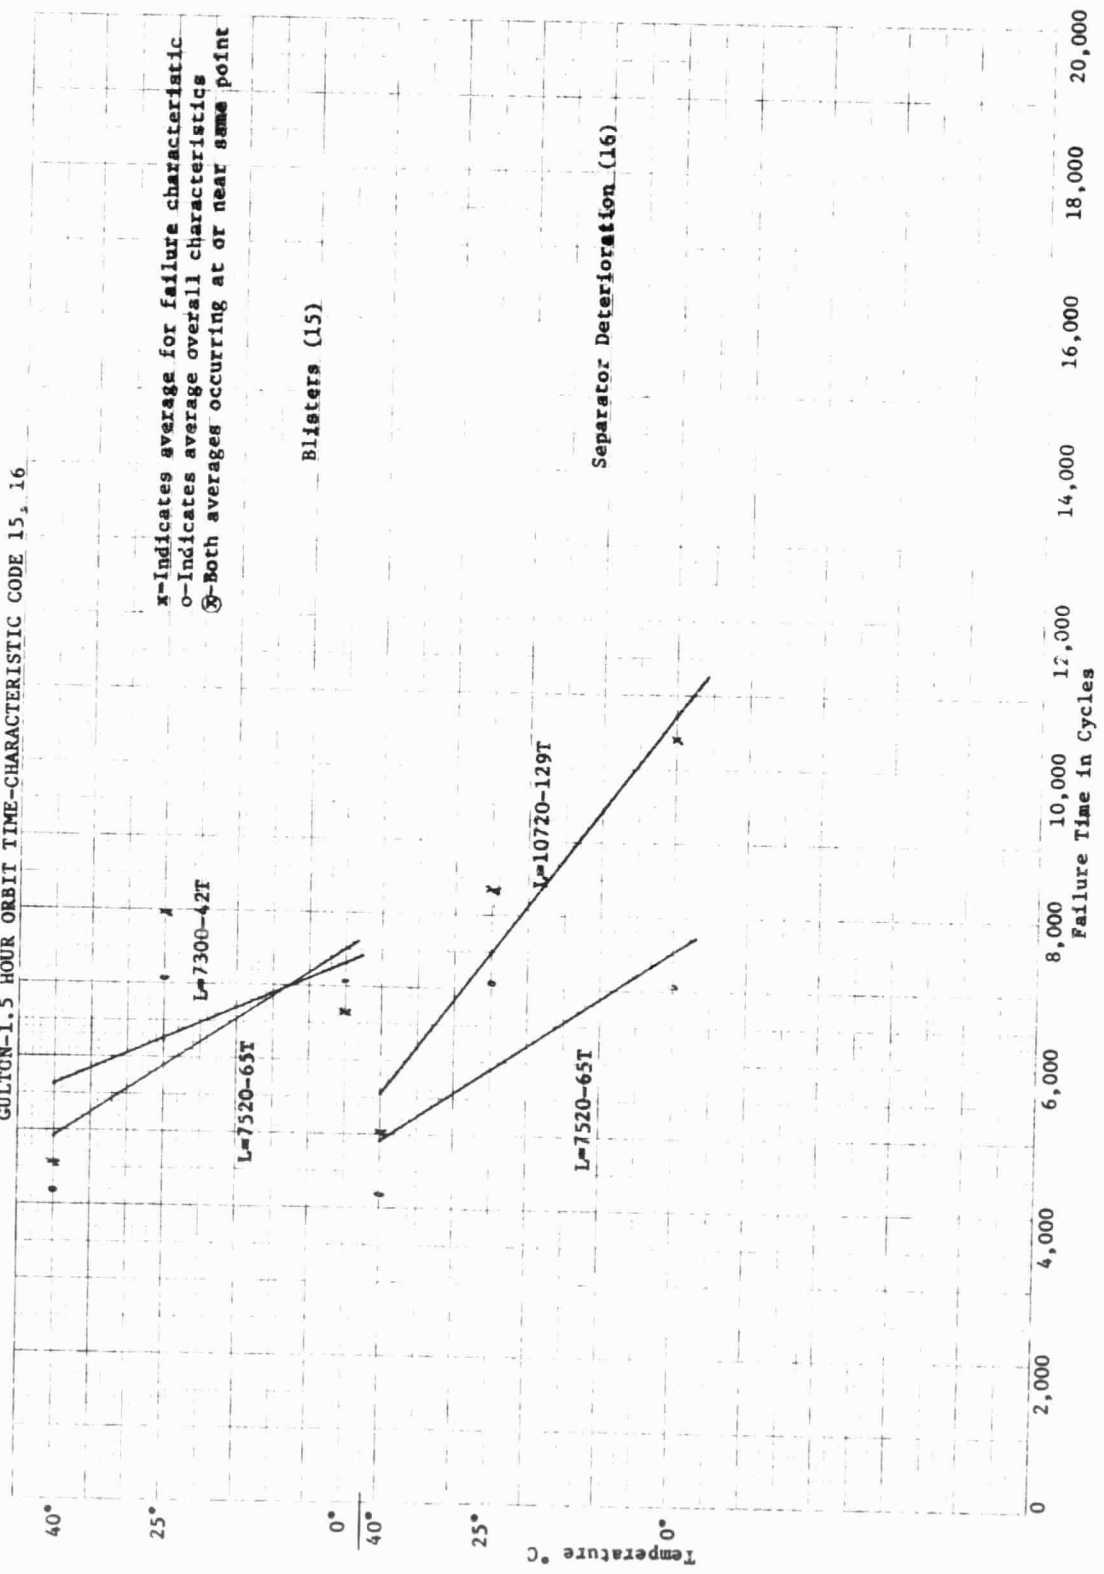 GULTON-1.5 HOUR ORBIT TIME-CHARACTERISTIC CODE 15, 16
x-Indicates average for failure characteristic
o-Indicates average overall characteristics
ⓧ-Both averages occurring at or near same point
Blisters (15)
Separator Deterioration (16)
L=7300-42T
L=7520-65T
L=10720-129T
L=7520-65T
Temperature °C
40°
25°
0°
40°
25°
0°
0
2,000
4,000
6,000
8,000
10,000
12,000
14,000
16,000
18,000
20,000
Failure Time in Cycles